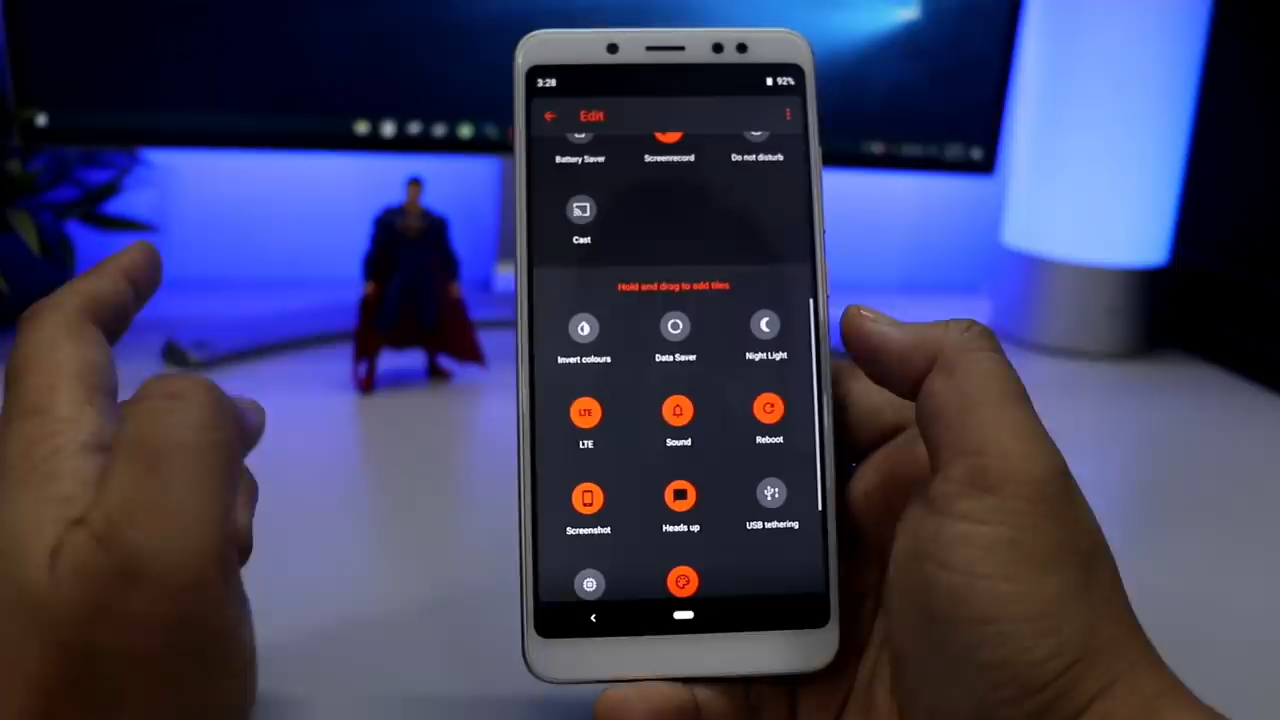 3:28 92%
Edit
Battery Saver Screenrecord Do not disturb
Cast
Hold and drag to add tiles
Invert colours Data Saver Night Light
LTE
LTE Sound Reboot
Screenshot Heads up USB tethering